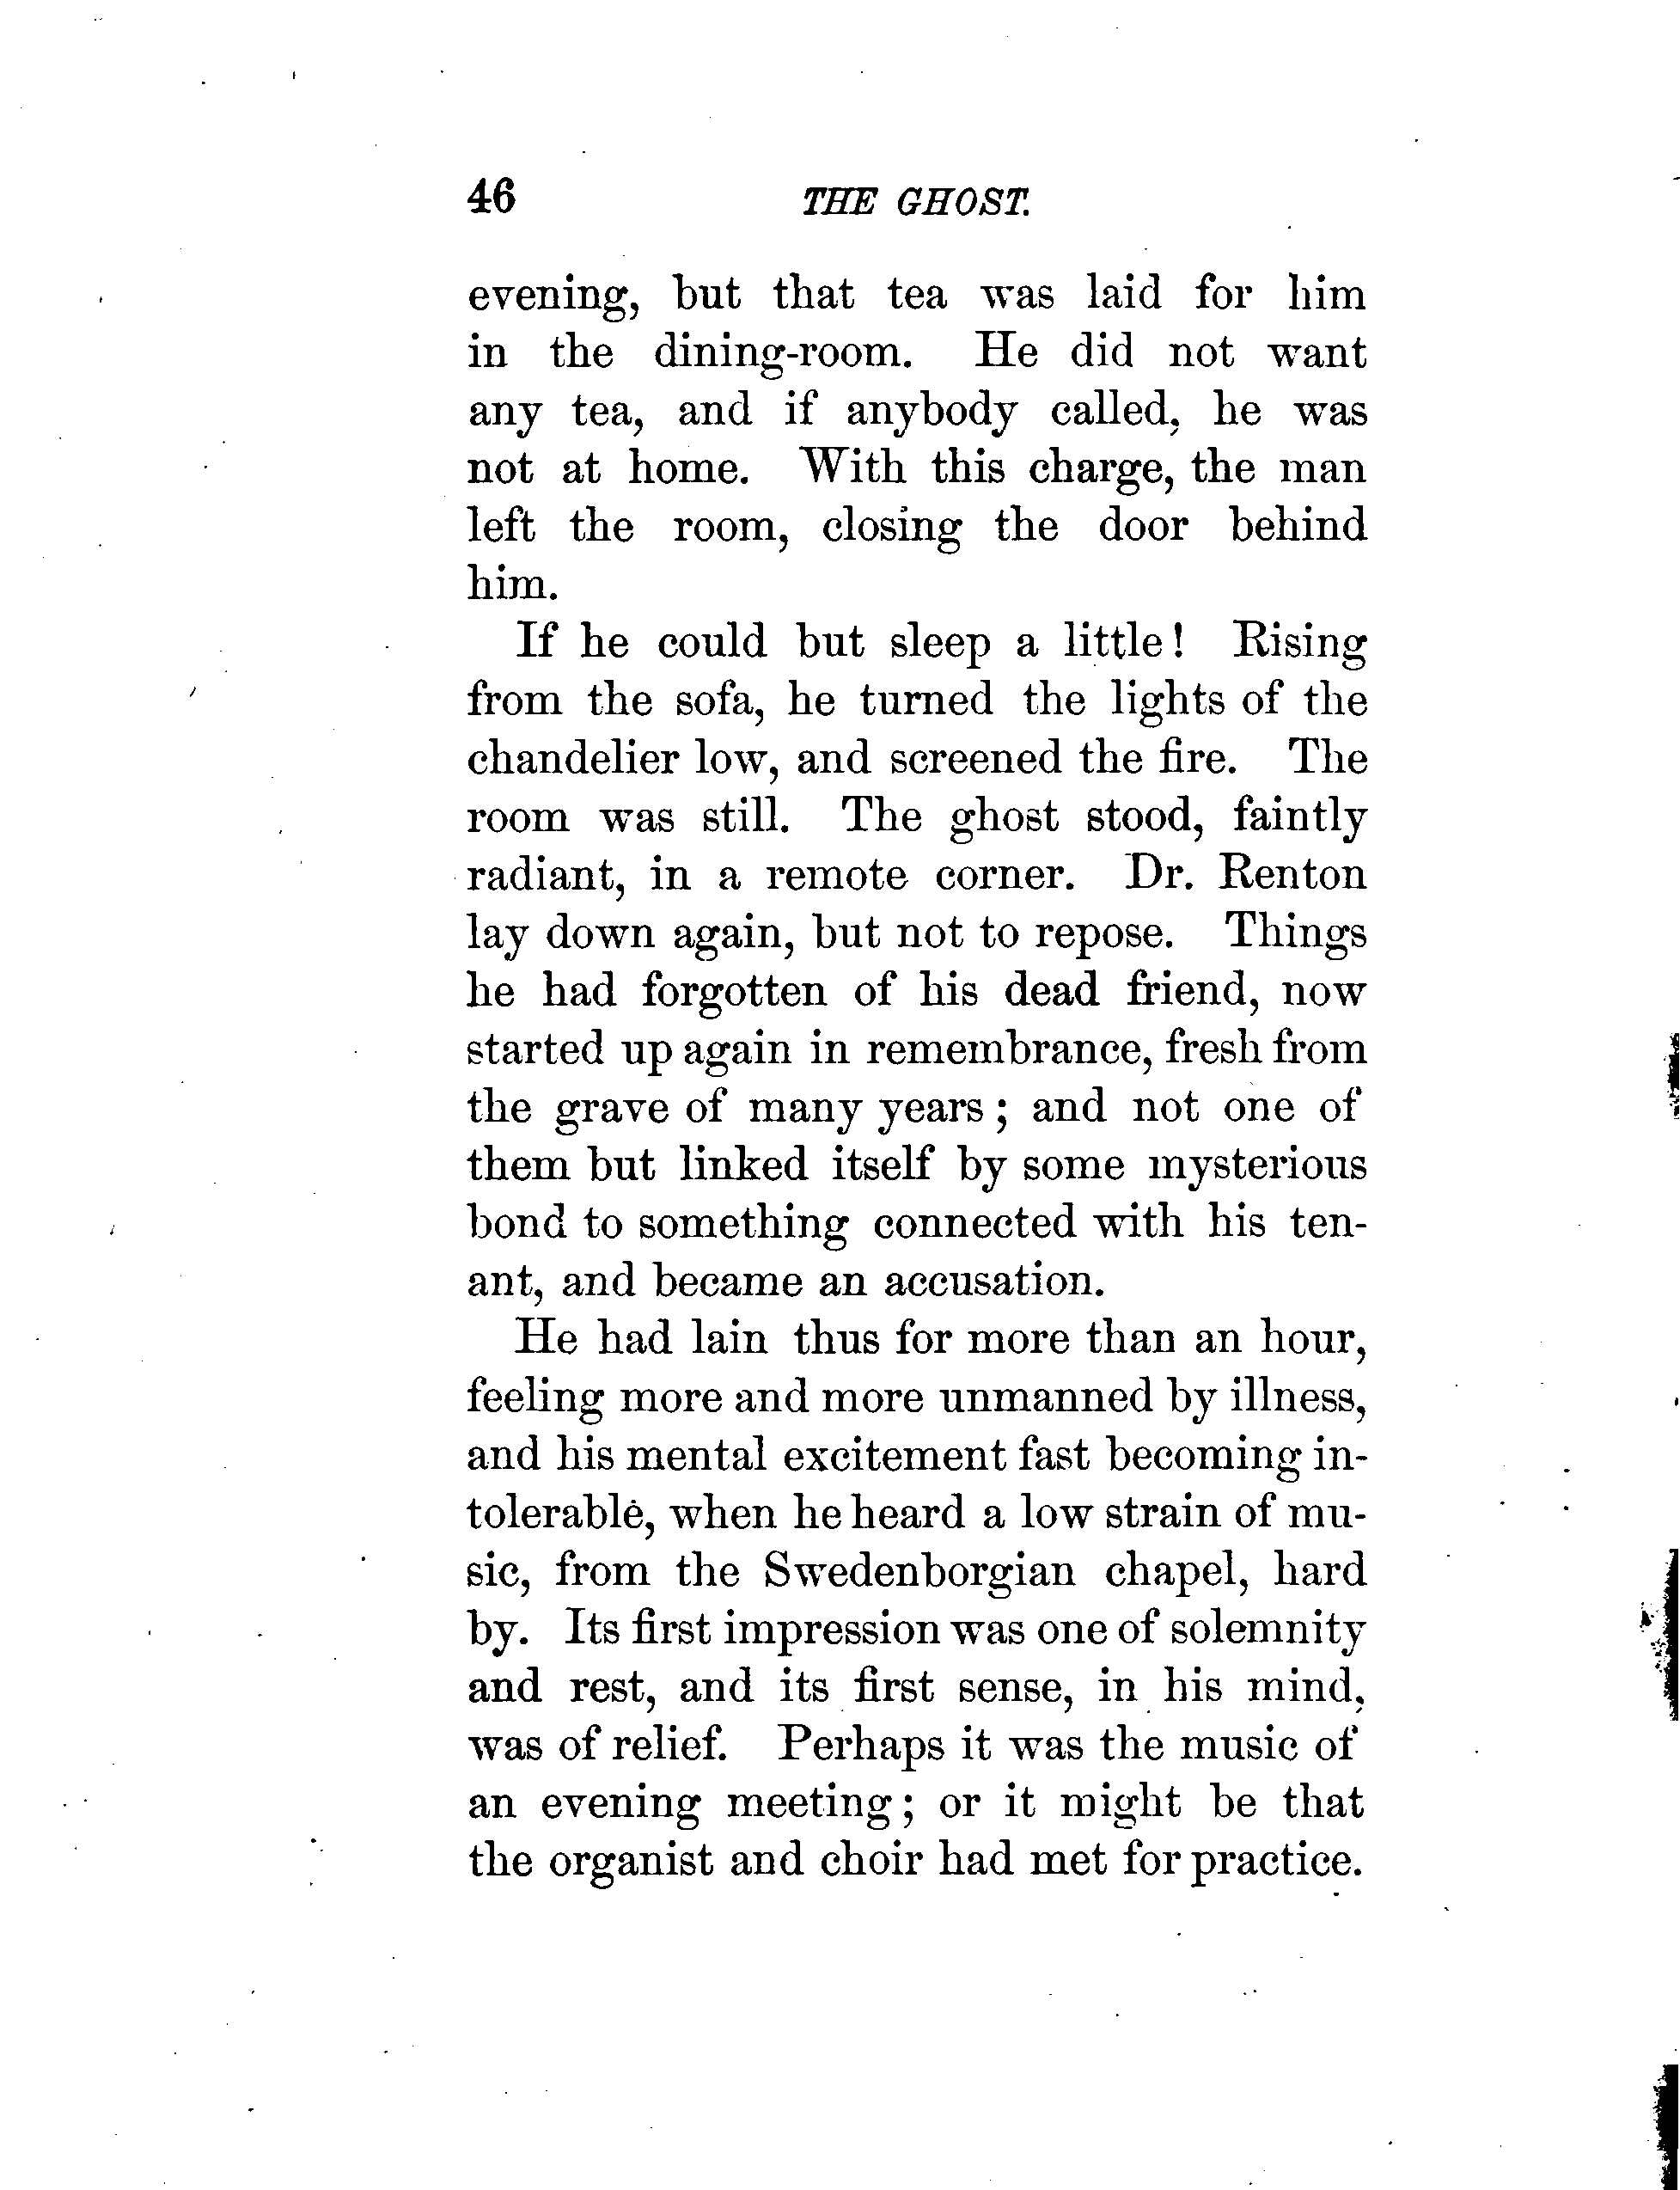 46 THE GHOST.
evening, but that tea was laid for him
in the dining-room. He did not want
any tea, and if anybody called, he was
not at home. With this charge, the man
left the room, closing the door behind
him.
If he could but sleep a little! Rising
from the sofa, he turned the lights of the
chandelier low, and screened the fire. The
room was still. The ghost stood, faintly
radiant, in a remote corner. Dr. Renton
lay down again, but not to repose. Things
he had forgotten of his dead friend, now
started up again in remembrance, fresh from
the grave of many years; and not one of
them but linked itself by some mysterious
bond to something connected with his ten-
ant, and became an accusation.
He had lain thus for more than an hour,
feeling more and more unmanned by illness,
and his mental excitement fast becoming in-
tolerable, when he heard a low strain of mu-
sic, from the Swedenborgian chapel, hard
by. Its first impression was one of solemnity
and rest, and its first sense, in his mind,
was of relief. Perhaps it was the music of
an evening meeting; or it might be that
the organist and choir had met for practice.